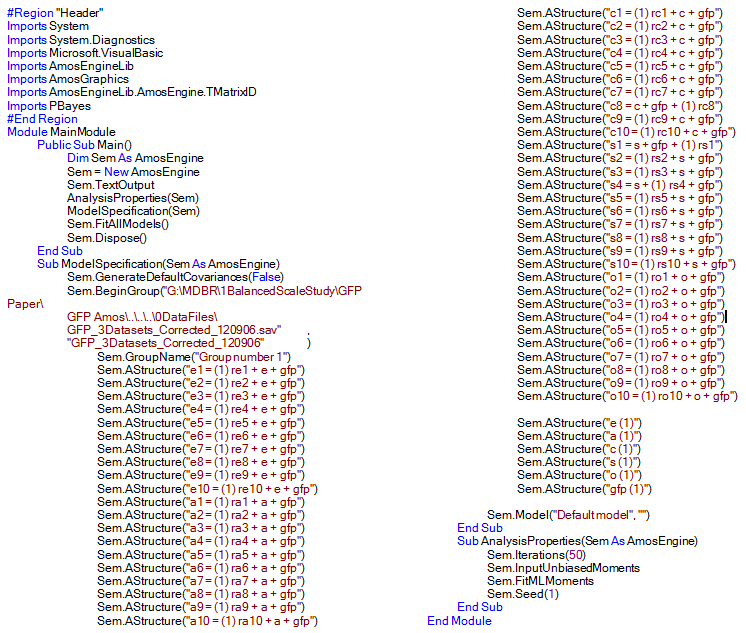 #Region "Header"
Imports System
Imports System.Diagnostics
Imports Microsoft.VisualBasic
Imports AmosEngineLib
Imports AmosGraphics
Imports AmosEngineLib.AmosEngine.TMatrixID
Imports PBayes
#End Region
Module MainModule
Public Sub Main()
Dim Sem As AmosEngine
Sem = New AmosEngine
Sem.TextOutput
AnalysisProperties(Sem)
ModelSpecification(Sem)
Sem.FitAllModels()
Sem.Dispose()
End Sub
Sub ModelSpecification(Sem As AmosEngine)
Sem.GenerateDefaultCovariances(False)
Sem.BeginGroup("G:\MDBR\1BalancedScaleStudy\GFP
Paper\
GFP Amos\..\..\..\0DataFiles\
GFP_3Datasets_Corrected_120906.sav" ,
"GFP_3Datasets_Corrected_120906" )
Sem.GroupName("Group number 1")
Sem.AStructure("e1 = (1) re1 + e + gfp")
Sem.AStructure("e2 = (1) re2 + e + gfp")
Sem.AStructure("e3 = (1) re3 + e + gfp")
Sem.AStructure("e4 = (1) re4 + e + gfp")
Sem.AStructure("e5 = (1) re5 + e + gfp")
Sem.AStructure("e6 = (1) re6 + e + gfp")
Sem.AStructure("e7 = (1) re7 + e + gfp")
Sem.AStructure("e8 = (1) re8 + e + gfp")
Sem.AStructure("e9 = (1) re9 + e + gfp")
Sem.AStructure("e10 = (1) re10 + e + gfp")
Sem.AStructure("a1 = (1) ra1 + a + gfp")
Sem.AStructure("a2 = (1) ra2 + a + gfp")
Sem.AStructure("a3 = (1) ra3 + a + gfp")
Sem.AStructure("a4 = (1) ra4 + a + gfp")
Sem.AStructure("a5 = (1) ra5 + a + gfp")
Sem.AStructure("a6 = (1) ra6 + a + gfp")
Sem.AStructure("a7 = (1) ra7 + a + gfp")
Sem.AStructure("a8 = (1) ra8 + a + gfp")
Sem.AStructure("a9 = (1) ra9 + a + gfp")
Sem.AStructure("a10 = (1) ra10 + a + gfp")
Sem.AStructure("c1 = (1) rc1 + c + gfp")
Sem.AStructure("c2 = (1) rc2 + c + gfp")
Sem.AStructure("c3 = (1) rc3 + c + gfp")
Sem.AStructure("c4 = (1) rc4 + c + gfp")
Sem.AStructure("c5 = (1) rc5 + c + gfp")
Sem.AStructure("c6 = (1) rc6 + c + gfp")
Sem.AStructure("c7 = (1) rc7 + c + gfp")
Sem.AStructure("c8 = c + gfp + (1) rc8")
Sem.AStructure("c9 = (1) rc9 + c + gfp")
Sem.AStructure("c10 = (1) rc10 + c + gfp")
Sem.AStructure("s1 = s + gfp + (1) rs1")
Sem.AStructure("s2 = (1) rs2 + s + gfp")
Sem.AStructure("s3 = (1) rs3 + s + gfp")
Sem.AStructure("s4 = s + (1) rs4 + gfp")
Sem.AStructure("s5 = (1) rs5 + s + gfp")
Sem.AStructure("s6 = (1) rs6 + s + gfp")
Sem.AStructure("s7 = (1) rs7 + s + gfp")
Sem.AStructure("s8 = (1) rs8 + s + gfp")
Sem.AStructure("s9 = (1) rs9 + s + gfp")
Sem.AStructure("s10 = (1) rs10 + s + gfp")
Sem.AStructure("o1 = (1) ro1 + o + gfp")
Sem.AStructure("o2 = (1) ro2 + o + gfp")
Sem.AStructure("o3 = (1) ro3 + o + gfp")
Sem.AStructure("o4 = (1) ro4 + o + gfp")
Sem.AStructure("o5 = (1) ro5 + o + gfp")
Sem.AStructure("o6 = (1) ro6 + o + gfp")
Sem.AStructure("o7 = (1) ro7 + o + gfp")
Sem.AStructure("o8 = (1) ro8 + o + gfp")
Sem.AStructure("o9 = (1) ro9 + o + gfp")
Sem.AStructure("o10 = (1) ro10 + o + gfp")
Sem.AStructure("e (1)")
Sem.AStructure("a (1)")
Sem.AStructure("c (1)")
Sem.AStructure("s (1)")
Sem.AStructure("o (1)")
Sem.AStructure("gfp (1)")
Sem.Model("Default model", "")
End Sub
Sub AnalysisProperties(Sem As AmosEngine)
Sem.Iterations(50)
Sem.InputUnbiasedMoments
Sem.FitMLMoments
Sem.Seed(1)
End Sub
End Module